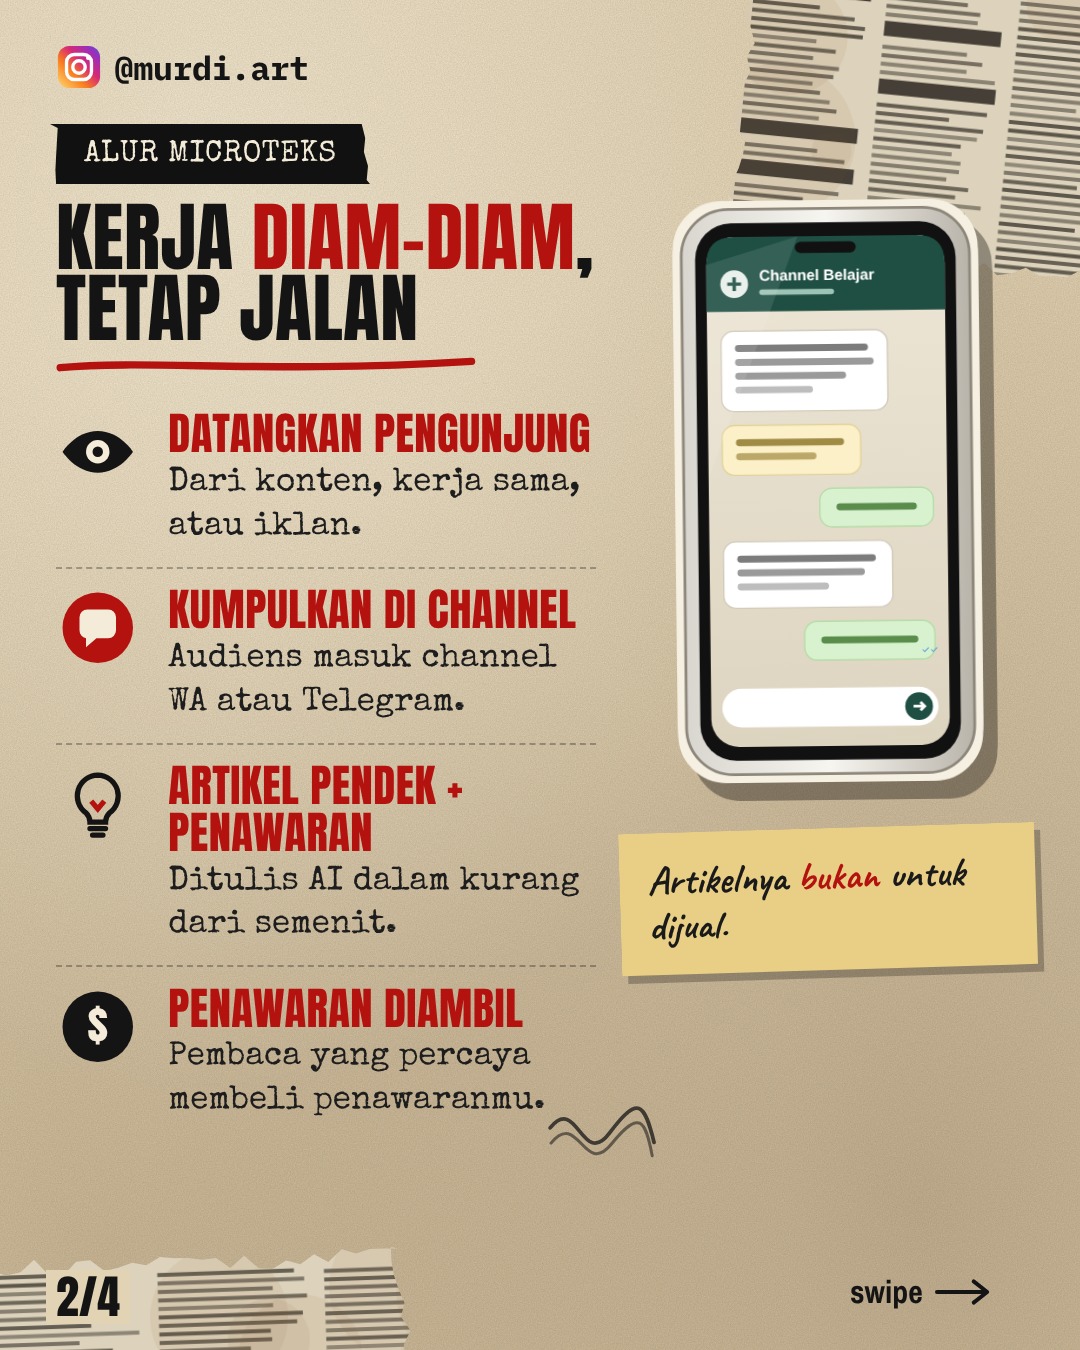 @murdi.art
ALUR MICROTEKS
KERJA DIAM-DIAM,
TETAP JALAN
DATANGKAN PENGUNJUNG
Dari konten, kerja sama,
atau iklan.
KUMPULKAN DI CHANNEL
Audiens masuk channel
WA atau Telegram.
ARTIKEL PENDEK +
PENAWARAN
Ditulis AI dalam kurang
dari semenit.
PENAWARAN DIAMBIL
$
Pembaca yang percaya
membeli penawaranmu.
Channel Belajar
Artikelnya bukan untuk
dijual.
2/4
swipe →